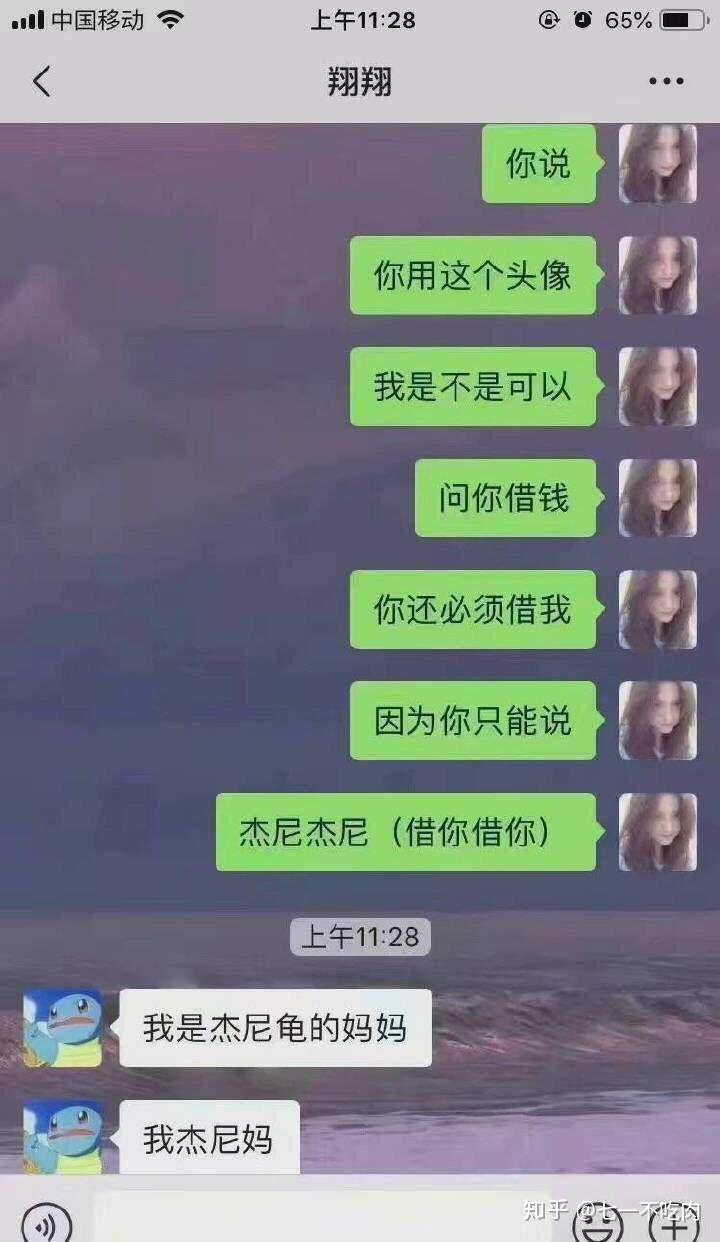 中国移动
上午11:28
65%
翔翔
你说
你用这个头像
我是不是可以
问你借钱
你还必须借我
因为你只能说
杰尼杰尼（借你借你）
上午11:28
我是杰尼龟的妈妈
我杰尼妈
知乎 @七一不吃肉